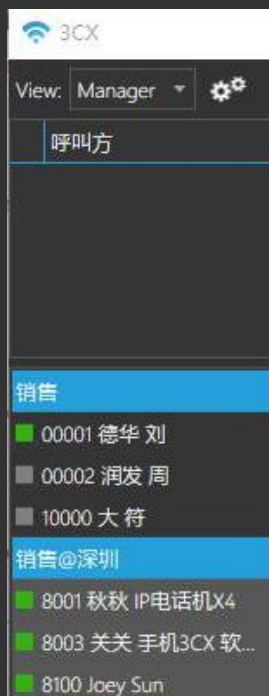 3CX
View: Manager
呼叫方
销售
00001 德华 刘
00002 润发 周
10000 大 符
销售@深圳
8001 秋秋 IP电话机X4
8003 关关 手机3CX 软...
8100 Joey Sun